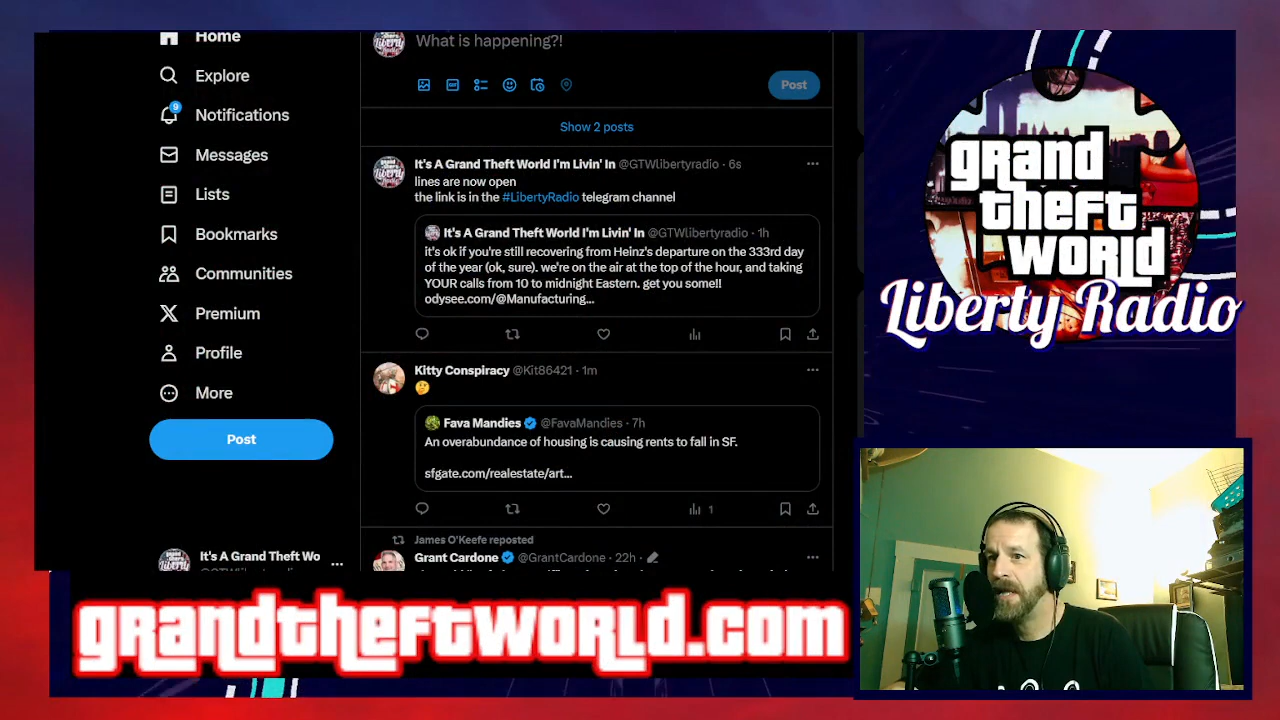 Home
Explore
9
Notifications
Messages
Lists
Bookmarks
Communities
Premium
Profile
More
Post
It's A Grand Theft Wo
What is happening?!
Post
Show 2 posts
It's A Grand Theft World I'm Livin' In @GTWlibertyradio · 6s
lines are now open
the link is in the #LibertyRadio telegram channel
It's A Grand Theft World I'm Livin' In @GTWlibertyradio · 1h
it's ok if you're still recovering from Heinz's departure on the 333rd day
of the year (ok, sure). we're on the air at the top of the hour, and taking
YOUR calls from 10 to midnight Eastern. get you some!!
odysee.com/@Manufacturing...
Kitty Conspiracy @Kit86421 · 1m
🤔
Fava Mandies @FavaMandies · 7h
An overabundance of housing is causing rents to fall in SF.
sfgate.com/realestate/art...
1
James O'Keefe reposted
Grant Cardone @GrantCardone · 22h ·
grand
theft
world
Liberty Radio
grandtheftworld.com